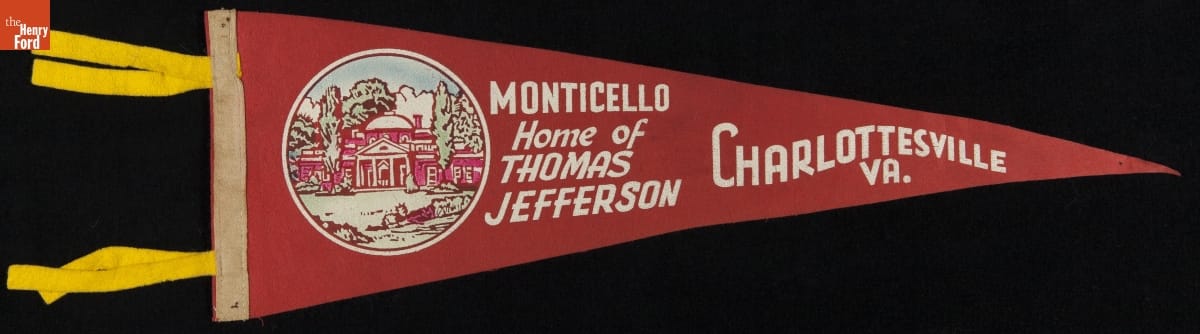 the
Henry
Ford
MONTICELLO
Home of
THOMAS
JEFFERSON
CHARLOTTESVILLE
VA.